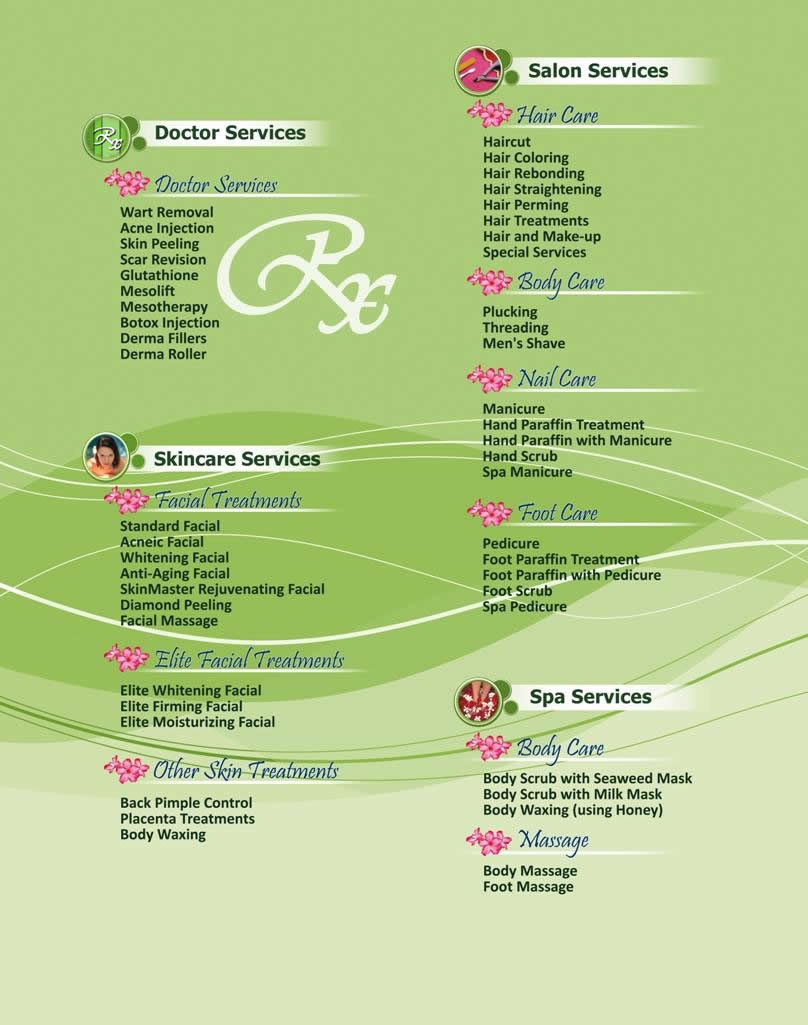 Rx
Doctor Services
Doctor Services
Wart Removal
Acne Injection
Skin Peeling
Scar Revision
Glutathione
Mesolift
Mesotherapy
Botox Injection
Derma Fillers
Derma Roller
Rx
Skincare Services
Facial Treatments
Standard Facial
Acneic Facial
Whitening Facial
Anti-Aging Facial
SkinMaster Rejuvenating Facial
Diamond Peeling
Facial Massage
Elite Facial Treatments
Elite Whitening Facial
Elite Firming Facial
Elite Moisturizing Facial
Other Skin Treatments
Back Pimple Control
Placenta Treatments
Body Waxing
Salon Services
Hair Care
Haircut
Hair Coloring
Hair Rebonding
Hair Straightening
Hair Perming
Hair Treatments
Hair and Make-up
Special Services
Body Care
Plucking
Threading
Men's Shave
Nail Care
Manicure
Hand Paraffin Treatment
Hand Paraffin with Manicure
Hand Scrub
Spa Manicure
Foot Care
Pedicure
Foot Paraffin Treatment
Foot Paraffin with Pedicure
Foot Scrub
Spa Pedicure
Spa Services
Body Care
Body Scrub with Seaweed Mask
Body Scrub with Milk Mask
Body Waxing (using Honey)
Massage
Body Massage
Foot Massage